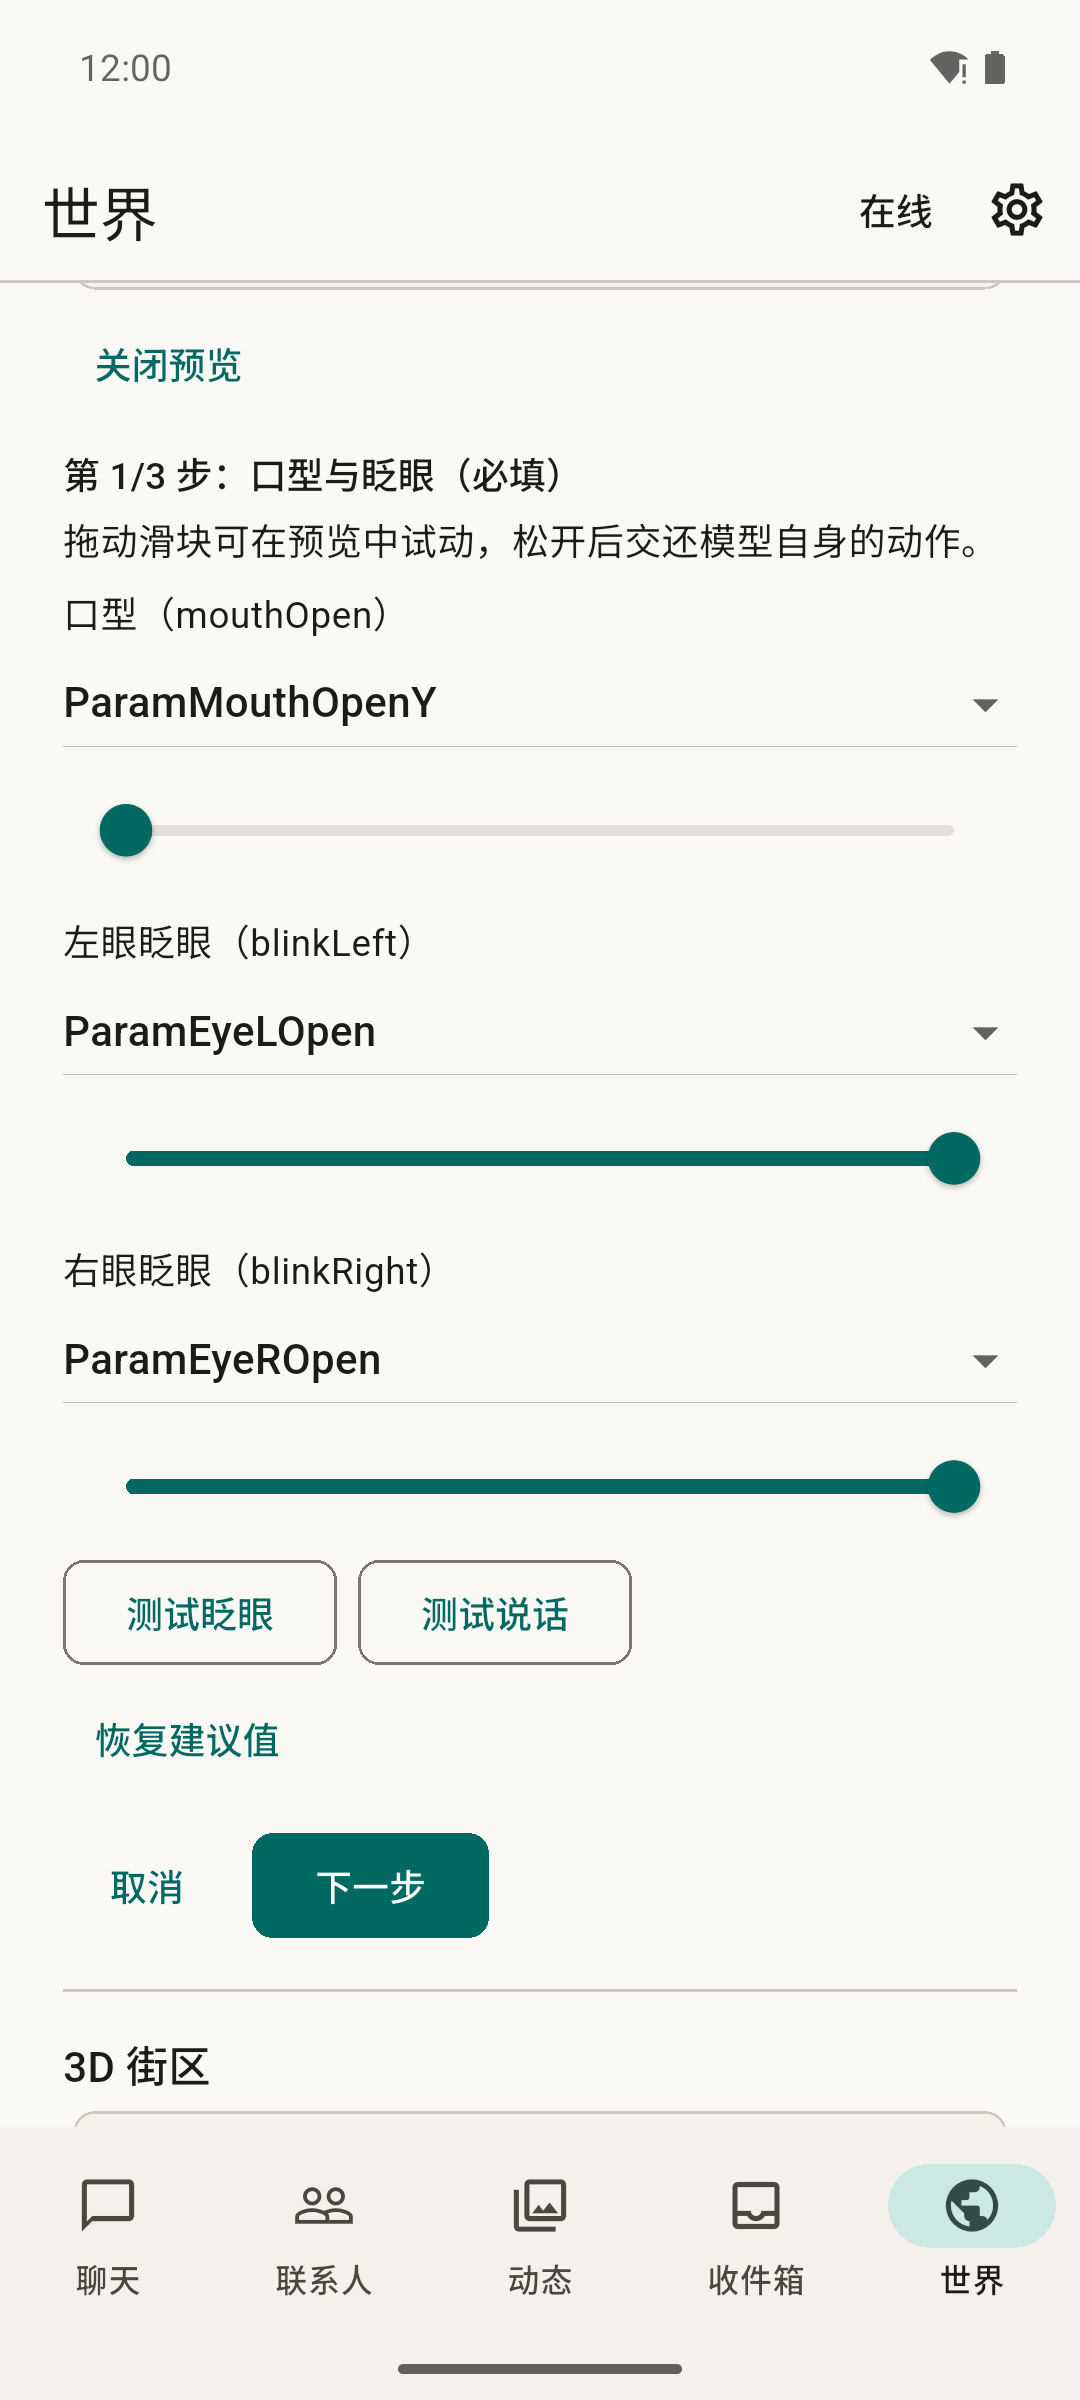 12:00
世界
在线
关闭预览
第 1/3 步：口型与眨眼（必填）
拖动滑块可在预览中试动，松开后交还模型自身的动作。
口型（mouthOpen）
ParamMouthOpenY
左眼眨眼（blinkLeft）
ParamEyeLOpen
右眼眨眼（blinkRight）
ParamEyeROpen
测试眨眼 测试说话
恢复建议值
取消 下一步
3D 街区
聊天 联系人 动态 收件箱 世界